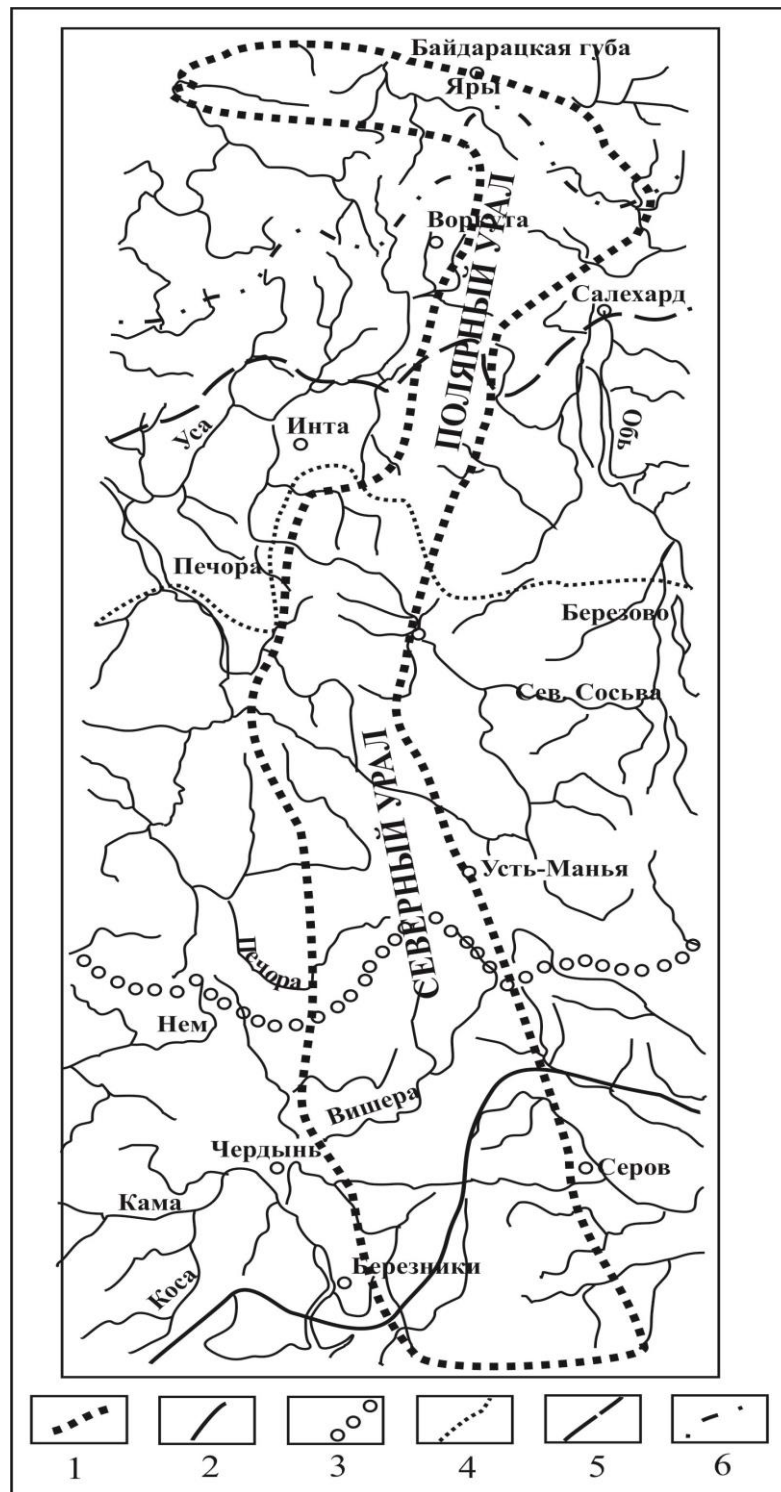 Байдарацкая губа
Яры
Воркута
ПОЛЯРНЫЙ УРАЛ
Салехард
Обь
Уса
Инта
Печора
Березово
Сев. Сосьва
СЕВЕРНЫЙ УРАЛ
Усть-Манья
Печора
Нем
Вишера
Чердынь
Серов
Кама
Березники
Коса
1 2 3 4 5 6